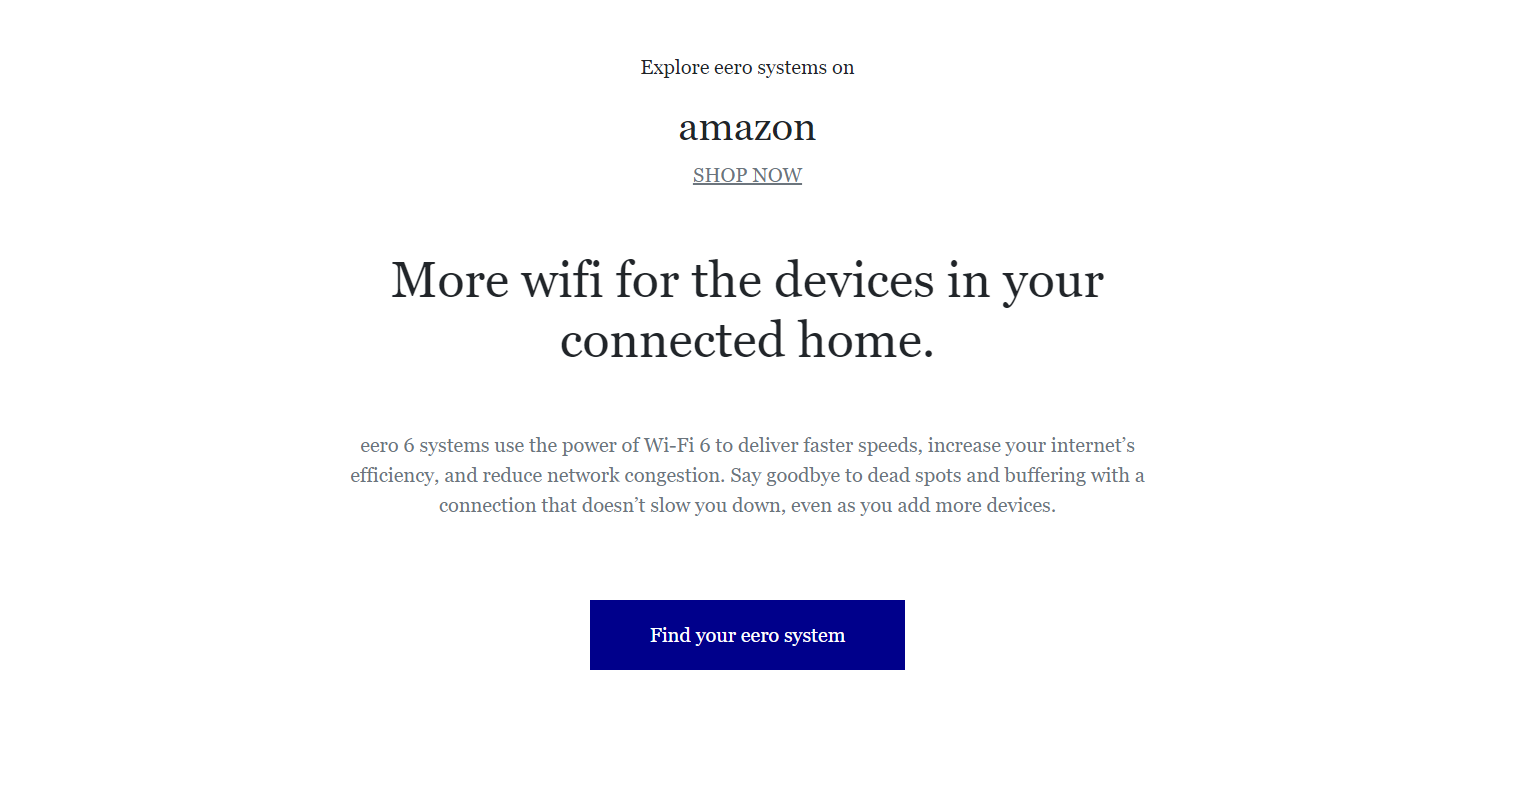 Explore eero systems on
amazon
SHOP NOW
More wifi for the devices in your
connected home.
eero 6 systems use the power of Wi-Fi 6 to deliver faster speeds, increase your internet’s
efficiency, and reduce network congestion. Say goodbye to dead spots and buffering with a
connection that doesn’t slow you down, even as you add more devices.
Find your eero system